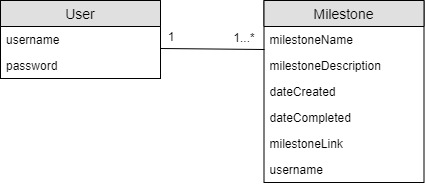 User
username
password
1
1...*
Milestone
milestoneName
milestoneDescription
dateCreated
dateCompleted
milestoneLink
username